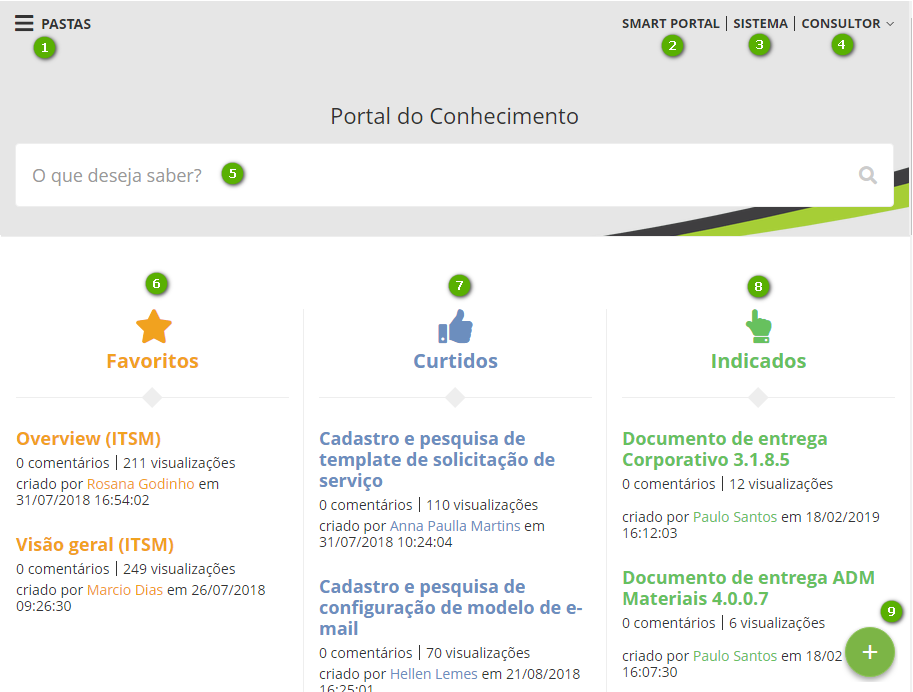 PASTAS
SMART PORTAL | SISTEMA | CONSULTOR
1
2
3
4
Portal do Conhecimento
O que deseja saber?
5
6
7
8
Favoritos
Curtidos
Indicados
Overview (ITSM)
0 comentários | 211 visualizações
criado por Rosana Godinho em
31/07/2018 16:54:02
Visão geral (ITSM)
0 comentários | 249 visualizações
criado por Marcio Dias em 26/07/2018
09:26:30
Cadastro e pesquisa de
template de solicitação de
serviço
0 comentários | 110 visualizações
criado por Anna Paulla Martins em
31/07/2018 10:24:04
Cadastro e pesquisa de
configuração de modelo de e-
mail
0 comentários | 70 visualizações
criado por Hellen Lemes em 21/08/2018
16:25:01
Documento de entrega
Corporativo 3.1.8.5
0 comentários | 12 visualizações
criado por Paulo Santos em 18/02/2019
16:12:03
Documento de entrega ADM
Materiais 4.0.0.7
0 comentários | 6 visualizações
criado por Paulo Santos em 18/02
16:07:30
9
+